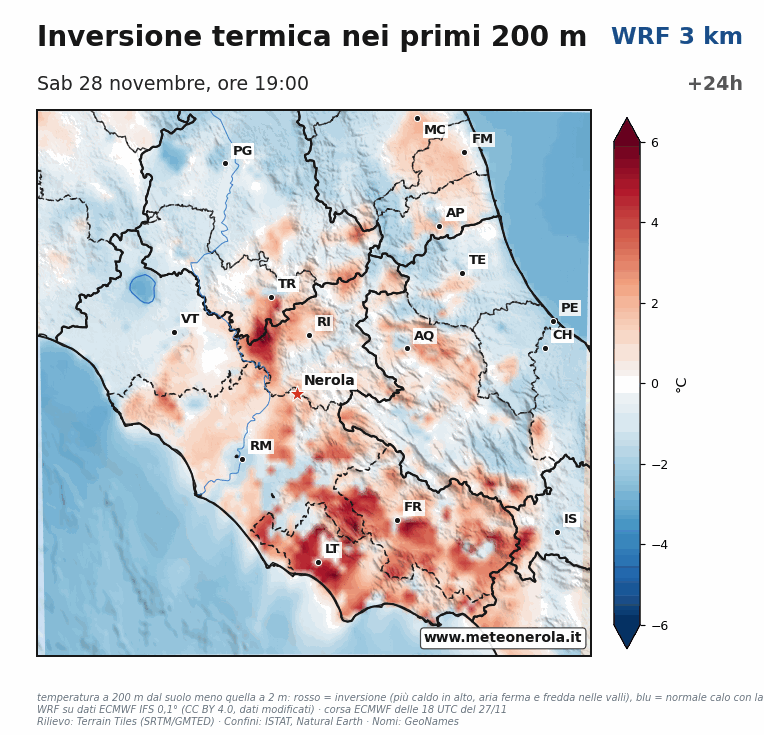 Inversione termica nei primi 200 m WRF 3 km
Sab 28 novembre, ore 19:00 +24h
MC
FM
PG
AP
TE
TR
PE
VT
RI
AQ
CH
Nerola
RM
FR
IS
LT
www.meteonerola.it
6
4
2
0
−2
−4
−6
°C
temperatura a 200 m dal suolo meno quella a 2 m: rosso = inversione (più caldo in alto, aria ferma e fredda nelle valli), blu = normale calo con la
WRF su dati ECMWF IFS 0,1° (CC BY 4.0, dati modificati) · corsa ECMWF delle 18 UTC del 27/11
Rilievo: Terrain Tiles (SRTM/GMTED) · Confini: ISTAT, Natural Earth · Nomi: GeoNames